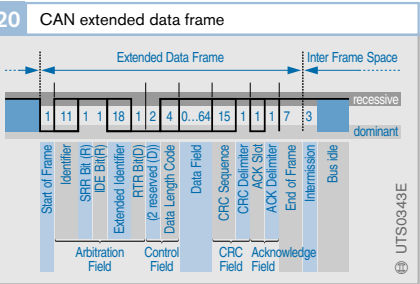 20 CAN extended data frame
Extended Data Frame Inter Frame Space
recessive
1 11 1 1 18 1 2 4 0...64 15 1 1 1 7 3
dominant
Start of Frame
Identifier
SRR Bit (R)
IDE Bit(R)
Extended Identifier
RTR Bit(D)
(2 reserved (D))
Data Length Code
Data Field
CRC Sequence
CRC Delimiter
ACK Slot
ACK Delimiter
End of Frame
Intermission
Bus idle
Arbitration Control CRC Acknowledge
Field Field Field Field
UTS0343E